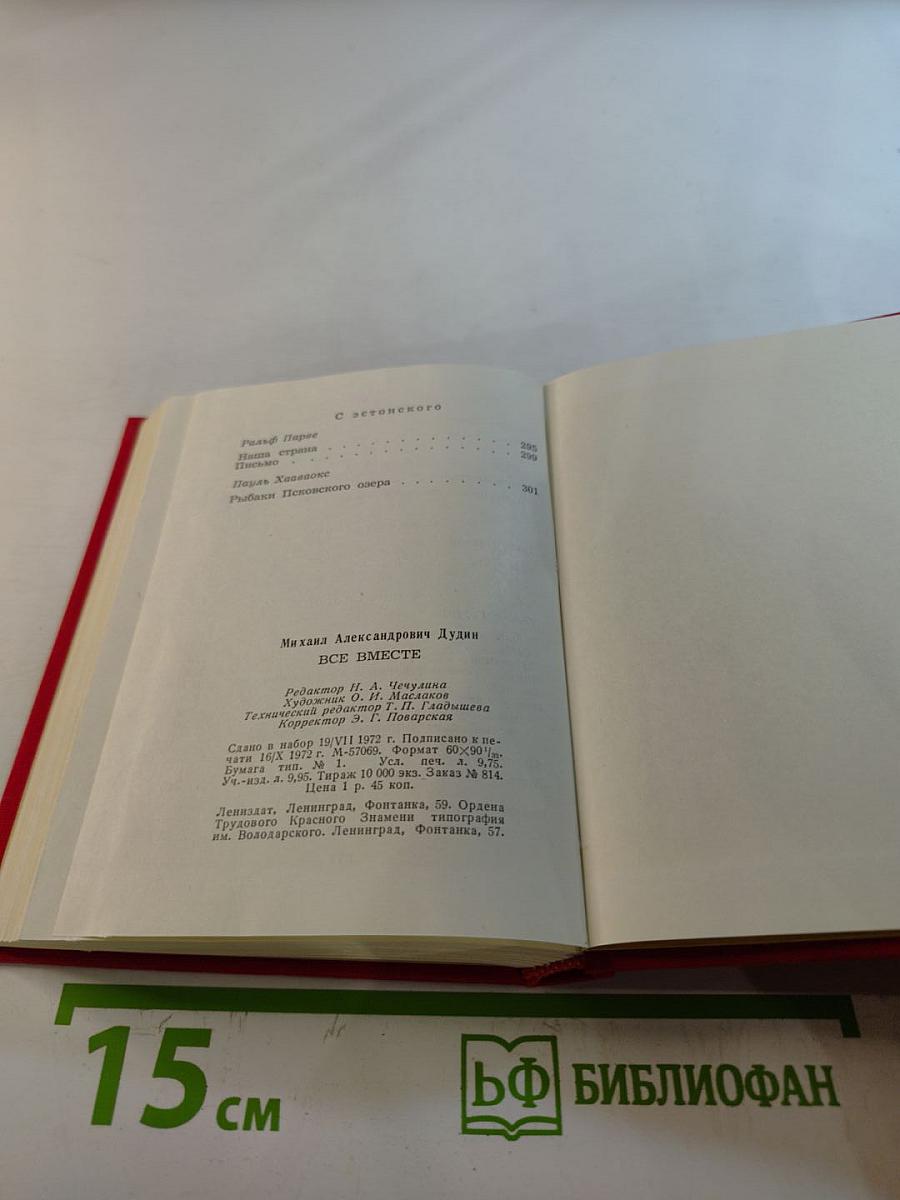 С эстонского
Ральф Парве
Наша страна . . . . . . . . . . . . . . 295
Письмо . . . . . . . . . . . . . . . . 299
Пауль Хаавпокс
Рыбаки Псковского озера . . . . . . . . 301
Михаил Александрович Дудин
ВСЕ ВМЕСТЕ
Редактор Н. А. Чечулина
Художник О. И. Маслаков
Технический редактор Т. П. Гладышева
Корректор Э. Г. Поварская
Сдано в набор 19/VII 1972 г. Подписано к пе-
чати 16/X 1972 г. М-57069. Формат 60×90 1/32.
Бумага тип. № 1. Усл. печ. л. 9,75.
Уч.-изд. л. 9,95. Тираж 10 000 экз. Заказ № 814.
Цена 1 р. 45 коп.
Лениздат, Ленинград, Фонтанка, 59. Ордена
Трудового Красного Знамени типография
им. Володарского. Ленинград, Фонтанка, 57.
15 см
БФ БИБЛИОФАН